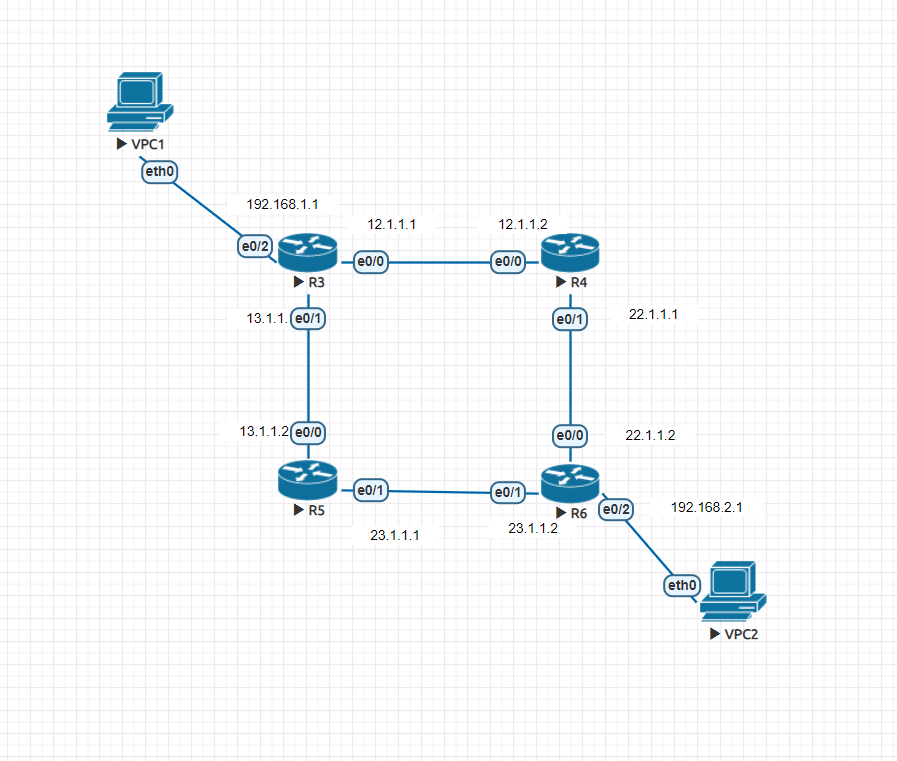 VPC1
eth0
192.168.1.1
12.1.1.1
12.1.1.2
e0/2
e0/0
e0/0
R3
R4
13.1.1.
e0/1
e0/1
22.1.1.1
13.1.1.2
e0/0
e0/0
22.1.1.2
e0/1
e0/1
R5
R6
e0/2
192.168.2.1
23.1.1.1
23.1.1.2
eth0
VPC2